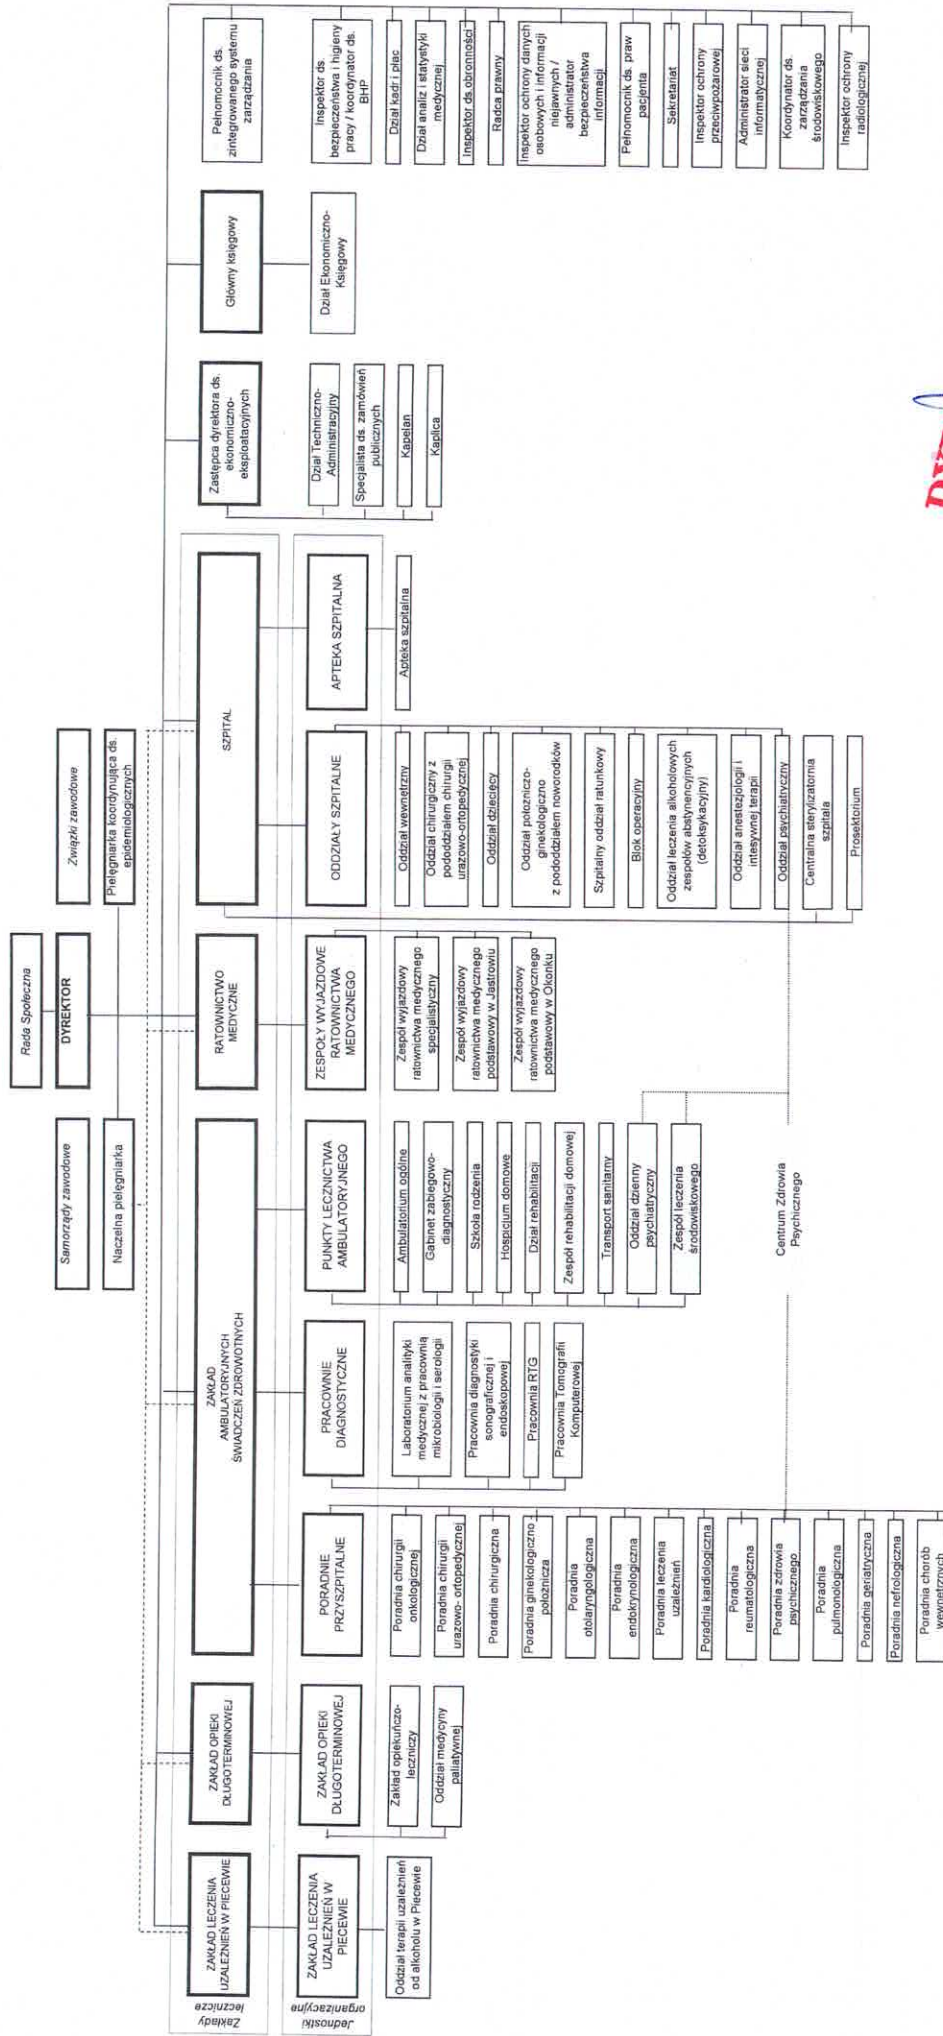 Rada Społeczna
DYREKTOR
Samorządy zawodowe
Związki zawodowe
Naczelna pielęgniarka
Pielęgniarka koordynująca ds.
epidemiologicznych
Zakłady
lecznicze
ZAKŁAD LECZENIA
UZALEŻNIEŃ W PIECEWIE
ZAKŁAD OPIEKI
DŁUGOTERMINOWEJ
ZAKŁAD
AMBULATORYJNYCH
ŚWIADCZEŃ ZDROWOTNYCH
RATOWNICTWO
MEDYCZNE
SZPITAL
Zastępca dyrektora ds.
ekonomiczno-
eksploatacyjnych
Główny księgowy
Pełnomocnik ds.
zintegrowanego systemu
zarządzania
Jednostki
organizacyjne
ZAKŁAD LECZENIA
UZALEŻNIEŃ W
PIECEWIE
ZAKŁAD OPIEKI
DŁUGOTERMINOWEJ
PORADNIE
PRZYSZPITALNE
PRACOWNIE
DIAGNOSTYCZNE
PUNKTY LECZNICTWA
AMBULATORYJNEGO
ZESPOŁY WYJAZDOWE
RATOWNICTWA
MEDYCZNEGO
ODDZIAŁY SZPITALNE
APTEKA SZPITALNA
Oddział terapii uzależnień
od alkoholu w Piecewie
Zakład opiekuńczo-
leczniczy
Oddział medycyny
paliatywnej
Poradnia chirurgii
onkologicznej
Poradnia chirurgii
urazowo- ortopedycznej
Poradnia chirurgiczna
Poradnia ginekologiczno
położnicza
Poradnia
otolaryngologiczna
Poradnia
endokrynologiczna
Poradnia leczenia
uzależnień
Poradnia kardiologiczna
Poradnia
reumatologiczna
Poradnia zdrowia
psychicznego
Poradnia
pulmonologiczna
Poradnia geriatryczna
Poradnia nefrologiczna
Poradnia chorób
wewnętrznych
Laboratorium analityki
medycznej z pracownią
mikrobiologii i serologii
Pracownia diagnostyki
sonograficznej i
endoskopowej
Pracownia RTG
Pracownia Tomografii
Komputerowej
Ambulatorium ogólne
Gabinet zabiegowo-
diagnostyczny
Szkoła rodzenia
Hospicjum domowe
Dział rehabilitacji
Zespół rehabilitacji domowej
Transport sanitarny
Oddział dzienny
psychiatryczny
Zespół leczenia
środowiskowego
Centrum Zdrowia
Psychicznego
Zespół wyjazdowy
ratownictwa medycznego
specjalistyczny
Zespół wyjazdowy
ratownictwa medycznego
podstawowy w Jastrowiu
Zespół wyjazdowy
ratownictwa medycznego
podstawowy w Okonku
Oddział wewnętrzny
Oddział chirurgiczny z
pododdziałem chirurgii
urazowo-ortopedycznej
Oddział dziecięcy
Oddział położniczo-
ginekologiczno
z pododdziałem noworodków
Szpitalny oddział ratunkowy
Blok operacyjny
Oddział leczenia alkoholowych
zespołów abstynencyjnych
(detoksykacyjny)
Oddział anestezjologii i
intesywnej terapii
Oddział psychiatryczny
Centralna sterylizatornia
szpitala
Prosektorium
Apteka szpitalna
Dział Techniczno-
Administracyjny
Specjalista ds. zamówień
publicznych
Kapelan
Kaplica
Dział Ekonomiczno-
Księgowy
Inspektor ds.
bezpieczeństwa i higieny
pracy / koordynator ds.
BHP
Dział kadr i płac
Dział analiz i statystyki
medycznej
Inspektor ds.obronności
Radca prawny
Inspektor ochrony danych
osobowych i informacji
niejawnych /
administrator
bezpieczeństwa
informacji
Pełnomocnik ds. praw
pacjenta
Sekretariat
Inspektor ochrony
przeciwpożarowej
Administrator sieci
informatycznej
Koordynator ds.
zarządzania
środowiskowego
Inspektor ochrony
radiologicznej